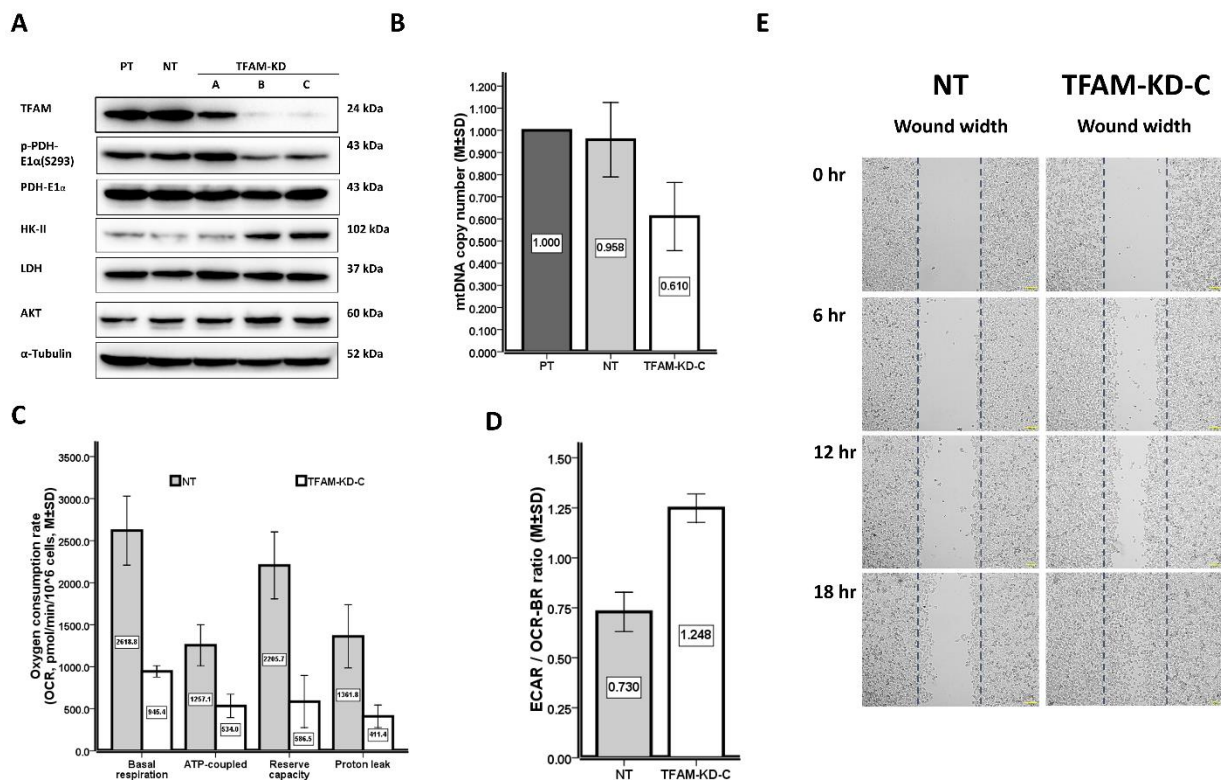 A
PT NT TFAM-KD
A B C
TFAM 24 kDa
p-PDH-
E1α(S293) 43 kDa
PDH-E1α 43 kDa
HK-II 102 kDa
LDH 37 kDa
AKT 60 kDa
α-Tubulin 52 kDa
B
mtDNA copy number (M±SD)
1.200
1.100
1.000
0.900
0.800
0.700
0.600
0.500
0.400
0.300
0.200
0.100
0.000
1.000
0.958
0.610
PT NT TFAM-KD-C
C
Oxygen consumption rate
(OCR, pmol/min/10^6 cells, M±SD)
3500.0
3000.0
2500.0
2000.0
1500.0
1000.0
500.0
0.0
NT TFAM-KD-C
2618.8
945.4
1257.1
534.0
2205.7
586.5
1361.8
411.4
Basal
respiration
ATP-coupled
Reserve
capacity
Proton leak
D
ECAR / OCR-BR ratio (M±SD)
1.50
1.25
1.00
0.75
0.50
0.25
0.00
0.730
1.248
NT TFAM-KD-C
E
NT TFAM-KD-C
Wound width Wound width
0 hr
6 hr
12 hr
18 hr